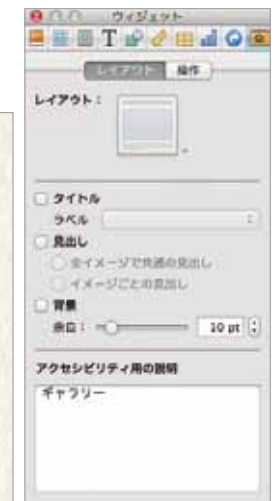 ウィジェット
T
レイアウト 操作
レイアウト：
タイトル
ラベル
見出し
全イメージで共通の見出し
イメージごとの見出し
背景
余白： 10 pt
アクセシビリティ用の説明
ギャラリー